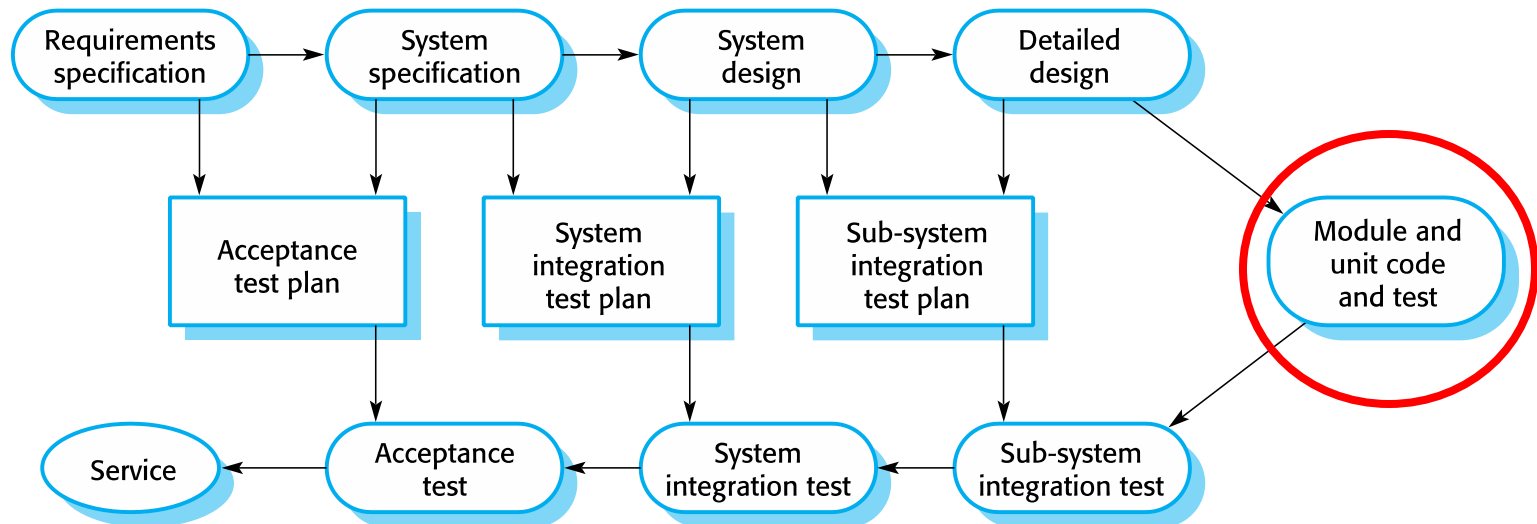 Requirements
specification
System
specification
System
design
Detailed
design
Acceptance
test plan
System
integration
test plan
Sub-system
integration
test plan
Module and
unit code
and test
Service
Acceptance
test
System
integration test
Sub-system
integration test